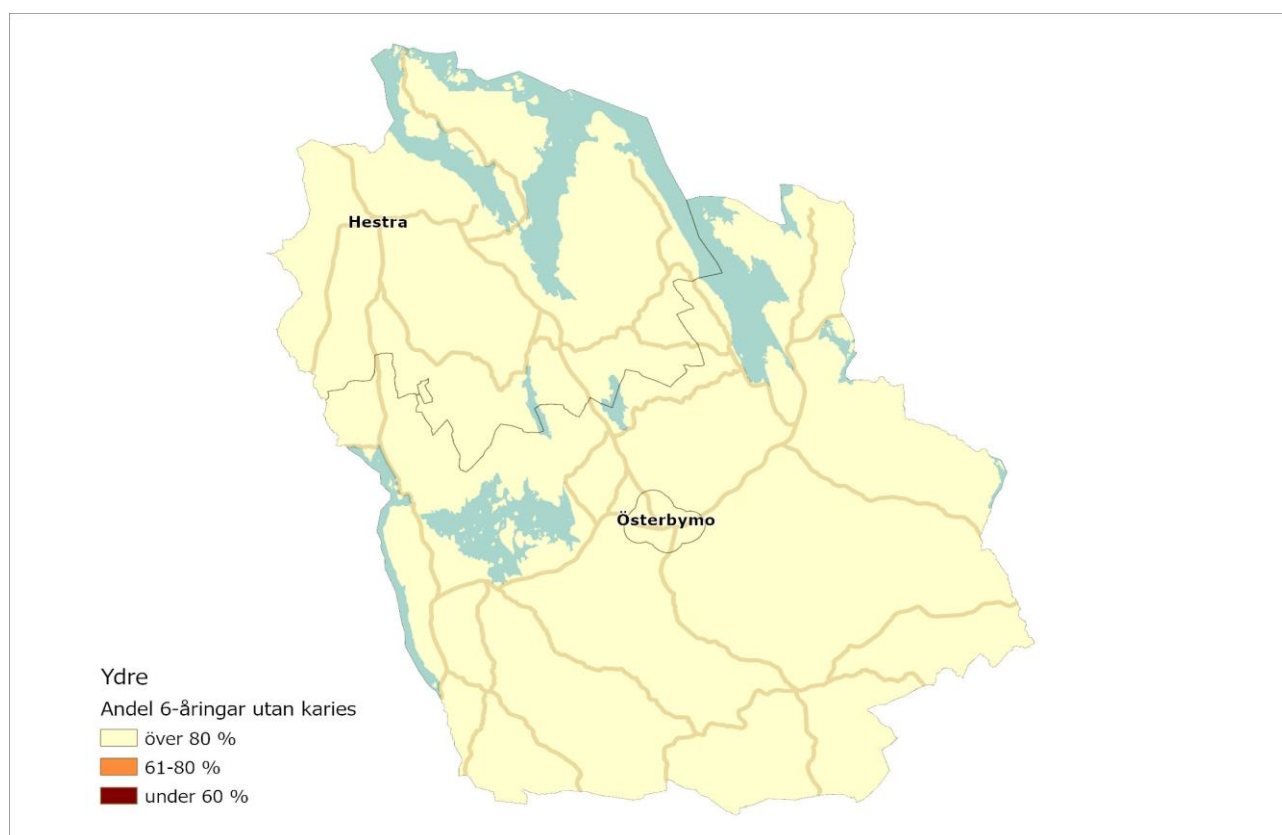 Hestra
Österbymo
Ydre
Andel 6-åringar utan karies
över 80 %
61-80 %
under 60 %